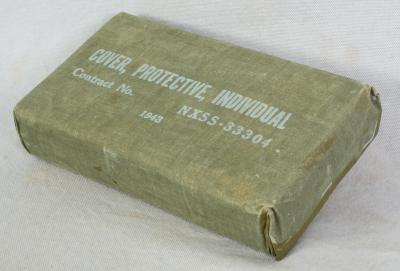 COVER, PROTECTIVE, INDIVIDUAL
Contract No. NXSS-33304
1943